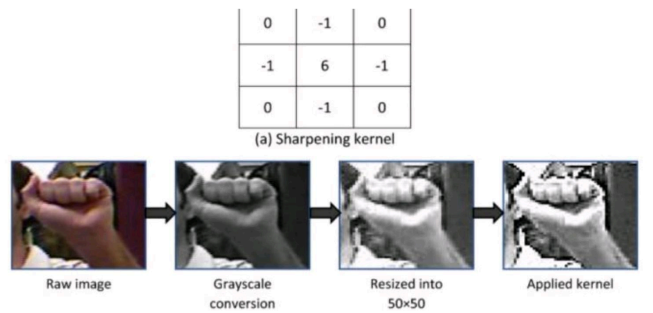 0 -1 0
-1 6 -1
0 -1 0
(a) Sharpening kernel
Raw image Grayscale Resized into Applied kernel
conversion 50×50